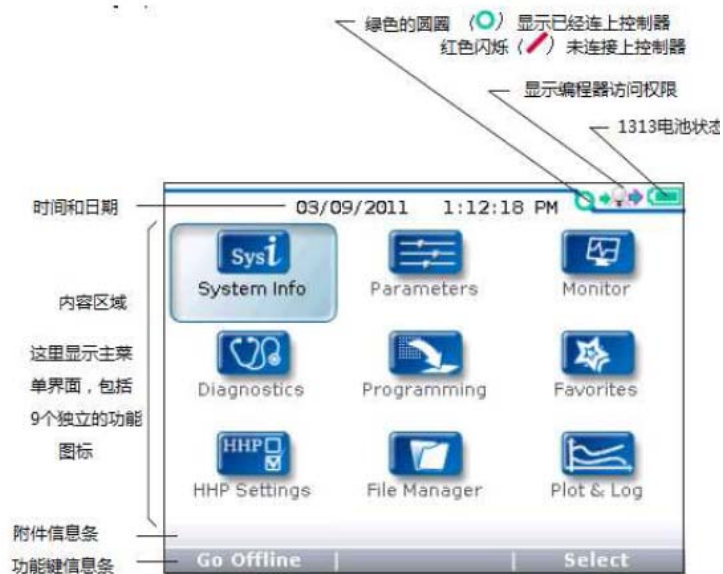 绿色的圆圈 （ ）显示已经连上控制器
红色闪烁（ ）未连接上控制器
显示编程器访问权限
1313电池状态
时间和日期
03/09/2011 1:12:18 PM
Sysi
System Info
Parameters
Monitor
内容区域
这里显示主菜
单界面，包括
9个独立的功能
图标
Diagnostics
Programming
Favorites
HHP
HHP Settings
File Manager
Plot & Log
附件信息条
功能键信息条
Go Offline
Select